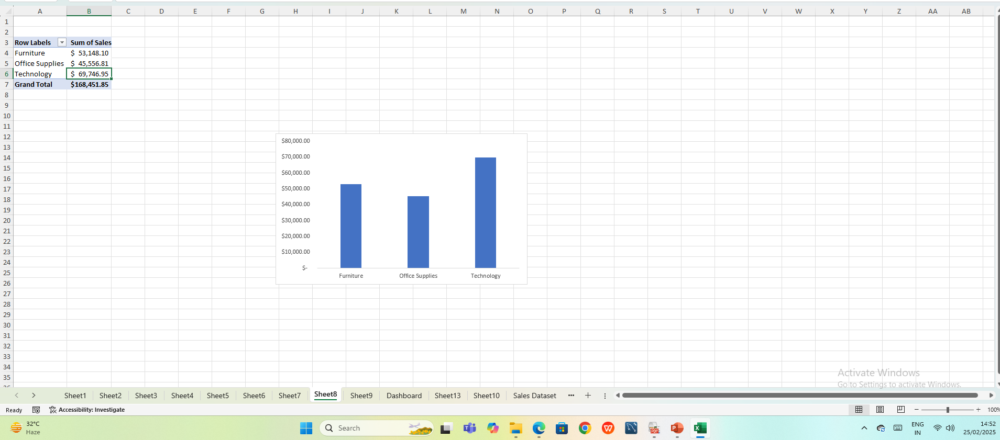 A B C D E F G H I J K L M N O P Q R S T U V W X Y Z AA AB
1
2
3 Row Labels Sum of Sales
4 Furniture $ 53,148.10
5 Office Supplies $ 45,556.81
6 Technology $ 69,746.95
7 Grand Total $168,451.85
8
9
10
11
12
13
14
15
16
17
18
19
20
21
22
23
24
25
26
27
28
29
30
31
32
33
34
35
$80,000.00
$70,000.00
$60,000.00
$50,000.00
$40,000.00
$30,000.00
$20,000.00
$10,000.00
$-
Furniture Office Supplies Technology
Activate Windows
Go to Settings to activate Windows.
Sheet1 Sheet2 Sheet3 Sheet4 Sheet5 Sheet6 Sheet7 Sheet8 Sheet9 Dashboard Sheet13 Sheet10 Sales Dataset
Ready Accessibility: Investigate 100%
32°C
Haze
Search
ENG
IN
14:52
25/02/2025